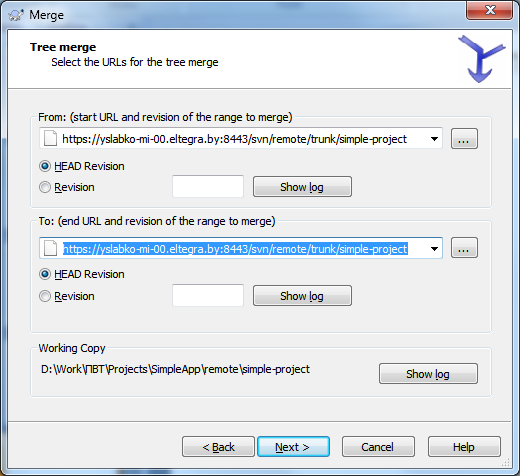 Merge
Tree merge
Select the URLs for the tree merge
From: (start URL and revision of the range to merge)
https://yslabko-mi-00.eltegra.by:8443/svn/remote/trunk/simple-project
...
HEAD Revision
Revision
Show log
To: (end URL and revision of the range to merge)
https://yslabko-mi-00.eltegra.by:8443/svn/remote/trunk/simple-project
...
HEAD Revision
Revision
Show log
Working Copy
D:\Work\ПВТ\Projects\SimpleApp\remote\simple-project
Show log
< Back
Next >
Cancel
Help